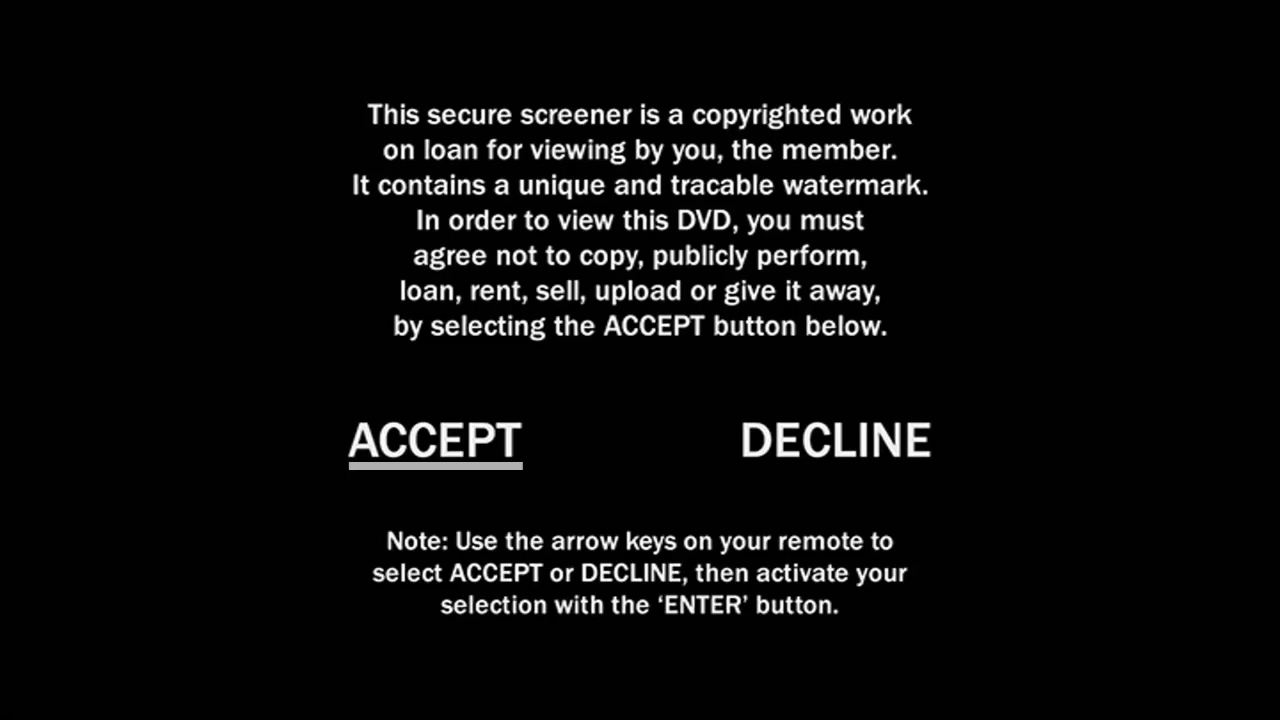 This secure screener is a copyrighted work
on loan for viewing by you, the member.
It contains a unique and tracable watermark.
In order to view this DVD, you must
agree not to copy, publicly perform,
loan, rent, sell, upload or give it away,
by selecting the ACCEPT button below.
ACCEPT DECLINE
Note: Use the arrow keys on your remote to
select ACCEPT or DECLINE, then activate your
selection with the ‘ENTER’ button.